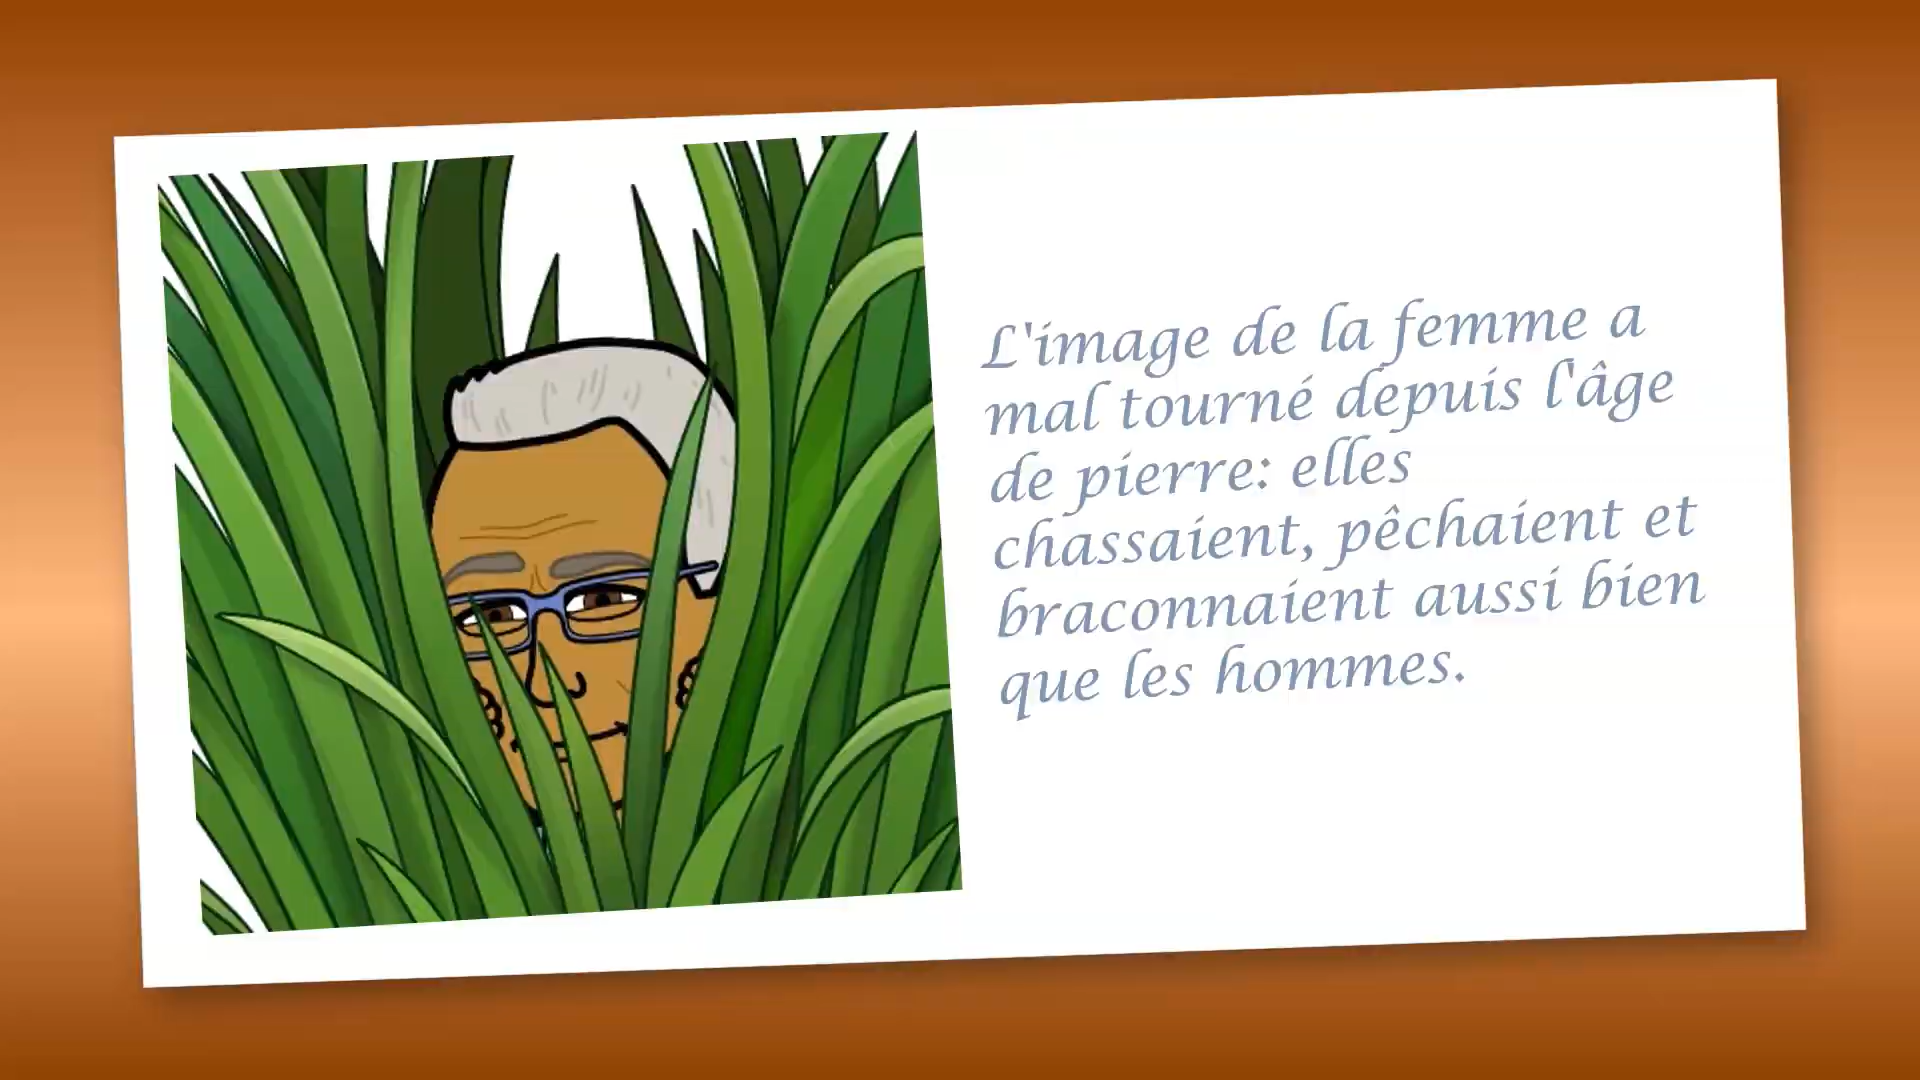 L'image de la femme a
mal tourné depuis l'âge
de pierre: elles
chassaient, pêchaient et
braconnaient aussi bien
que les hommes.